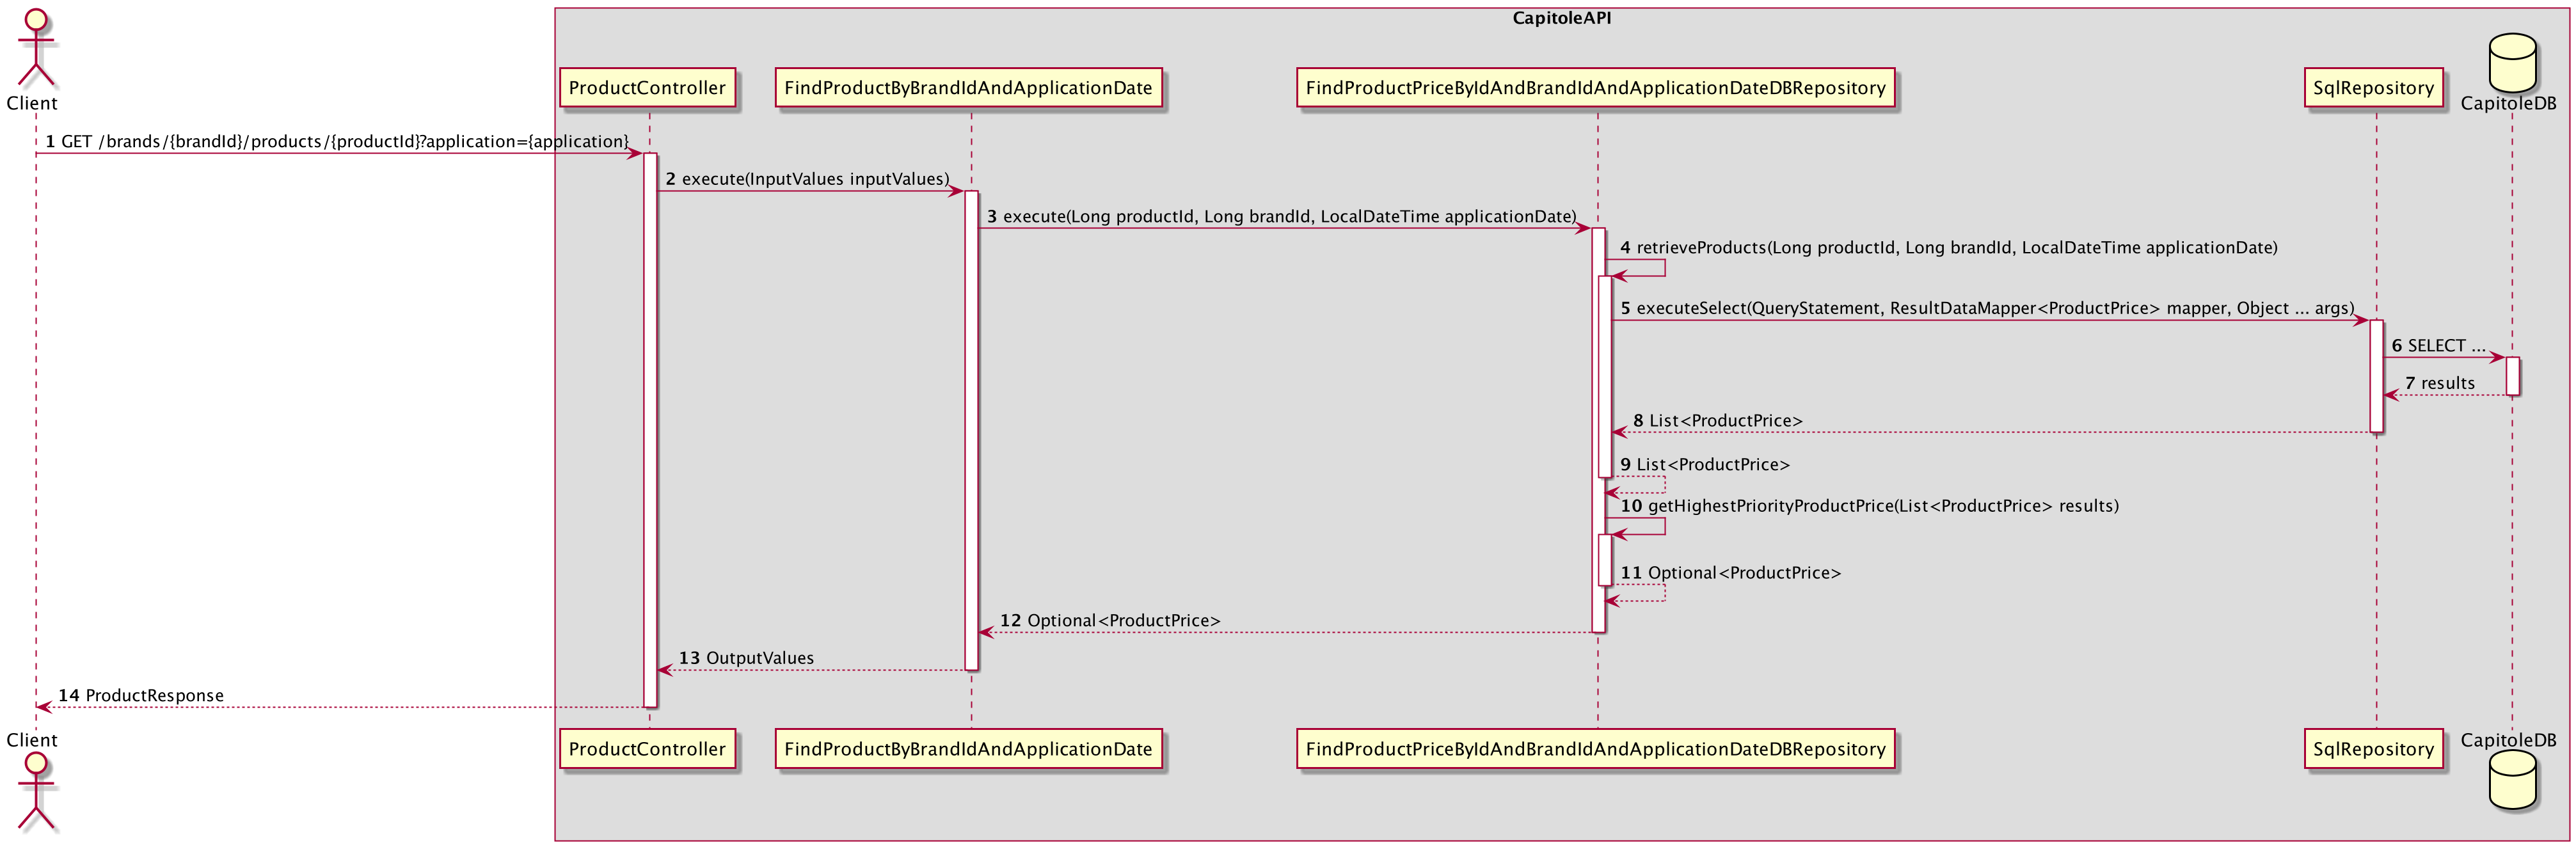 CapitoleAPI
Client
ProductController
FindProductByBrandIdAndApplicationDate
FindProductPriceByIdAndBrandIdAndApplicationDateDBRepository
SqlRepository
CapitoleDB
1 GET /brands/{brandId}/products/{productId}?application={application}
2 execute(InputValues inputValues)
3 execute(Long productId, Long brandId, LocalDateTime applicationDate)
4 retrieveProducts(Long productId, Long brandId, LocalDateTime applicationDate)
5 executeSelect(QueryStatement, ResultDataMapper<ProductPrice> mapper, Object ... args)
6 SELECT ...
7 results
8 List<ProductPrice>
9 List<ProductPrice>
10 getHighestPriorityProductPrice(List<ProductPrice> results)
11 Optional<ProductPrice>
12 Optional<ProductPrice>
13 OutputValues
14 ProductResponse
Client
ProductController
FindProductByBrandIdAndApplicationDate
FindProductPriceByIdAndBrandIdAndApplicationDateDBRepository
SqlRepository
CapitoleDB